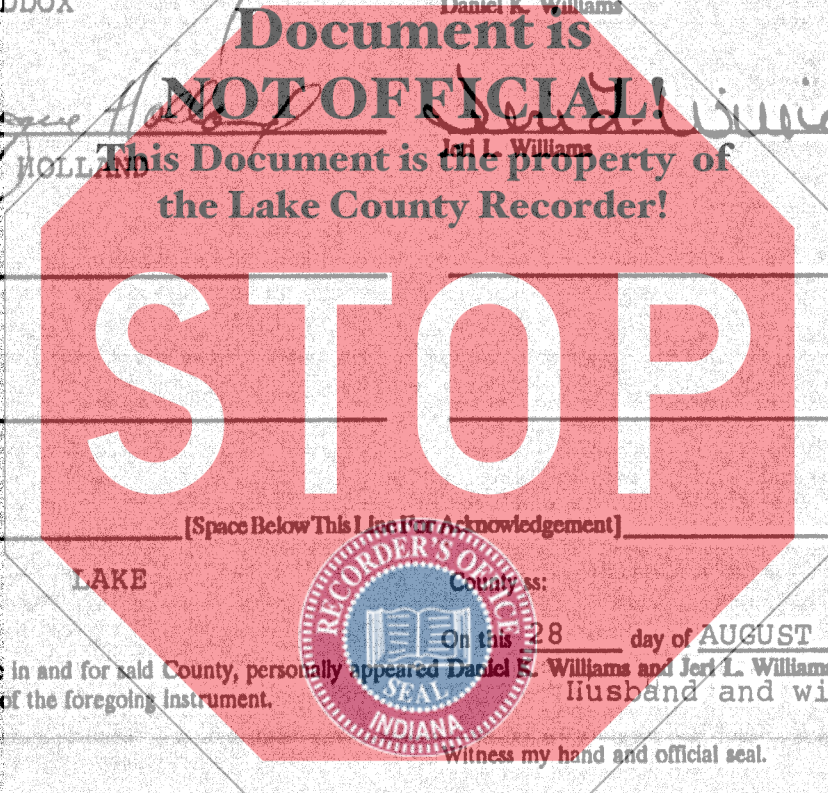 DDOX
Daniel K. Williams
Document is
NOT OFFICIAL!
Jeri L. Williams
HOLLAND
This Document is the property of
the Lake County Recorder!
STOP
[Space Below This Line For Acknowledgement]
RECORDER'S OFFICE
SEAL
INDIANA
LAKE
County ss:
On this 28 day of AUGUST
in and for said County, personally appeared Daniel K. Williams and Jeri L. Williams
of the foregoing instrument.
Husband and wi
Witness my hand and official seal.